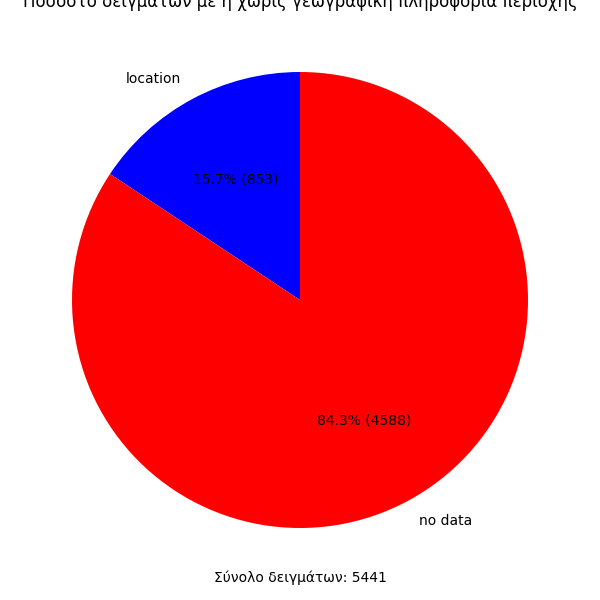 Ποσοστό δειγμάτων με ή χωρίς γεωγραφική πληροφορία περιοχής
location
15.7% (853)
84.3% (4588)
no data
Σύνολο δειγμάτων: 5441